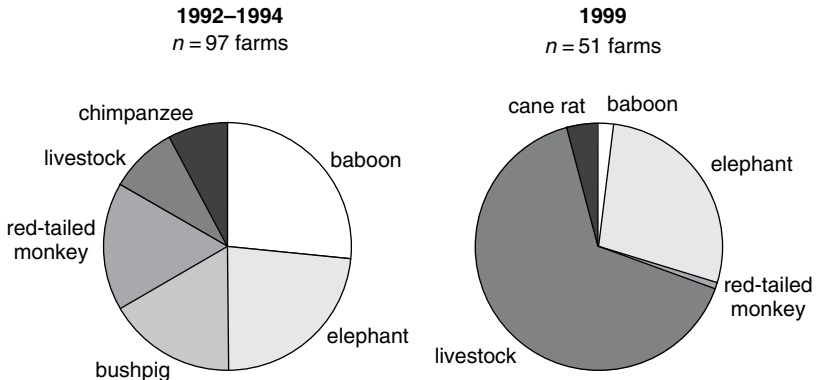 1992–1994
n = 97 farms
chimpanzee
livestock
baboon
red-tailed
monkey
elephant
bushpig
1999
n = 51 farms
cane rat
baboon
elephant
red-tailed
monkey
livestock